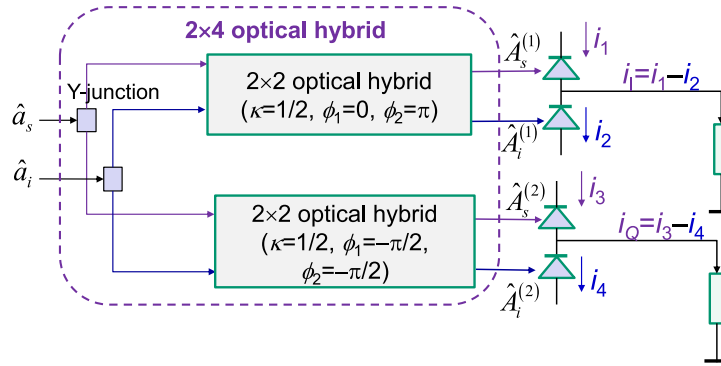 2×4 optical hybrid
Y-junction
â_s
â_i
2×2 optical hybrid
(κ=1/2, ϕ₁=0, ϕ₂=π)
2×2 optical hybrid
(κ=1/2, ϕ₁=−π/2,
ϕ₂=−π/2)
Â_s^(1)
i₁
i_I=i₁−i₂
Â_i^(1)
i₂
Â_s^(2)
i₃
i_Q=i₃−i₄
Â_i^(2)
i₄